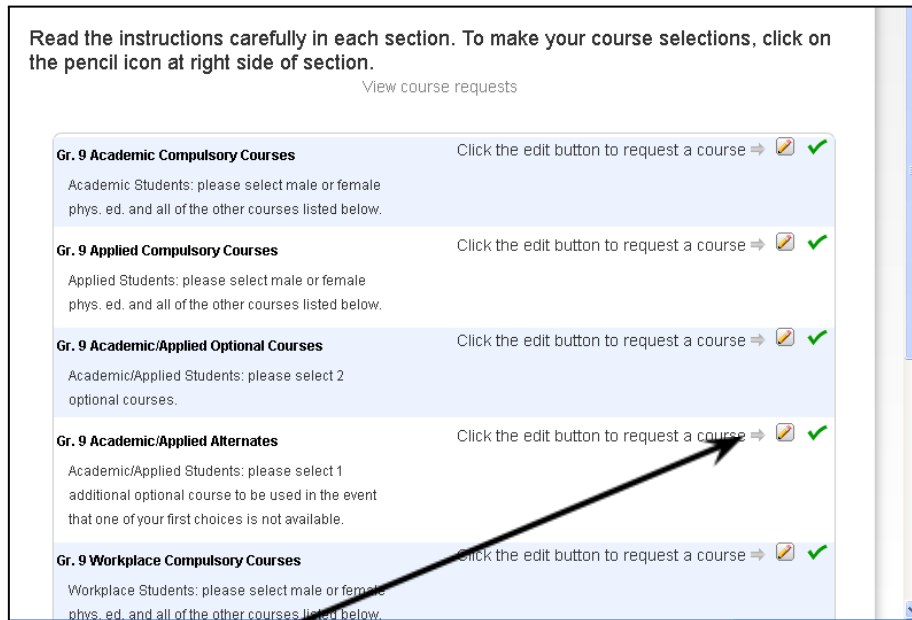 Read the instructions carefully in each section. To make your course selections, click on
the pencil icon at right side of section.
View course requests
Gr. 9 Academic Compulsory Courses
Click the edit button to request a course
Academic Students: please select male or female
phys. ed. and all of the other courses listed below.
Gr. 9 Applied Compulsory Courses
Click the edit button to request a course
Applied Students: please select male or female
phys. ed. and all of the other courses listed below.
Gr. 9 Academic/Applied Optional Courses
Click the edit button to request a course
Academic/Applied Students: please select 2
optional courses.
Gr. 9 Academic/Applied Alternates
Click the edit button to request a course
Academic/Applied Students: please select 1
additional optional course to be used in the event
that one of your first choices is not available.
Gr. 9 Workplace Compulsory Courses
Click the edit button to request a course
Workplace Students: please select male or female
phys. ed. and all of the other courses listed below.